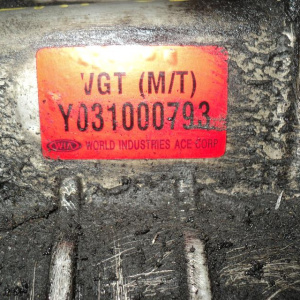 VGT (M/T)
Y031000793
WIA WORLD INDUSTRIES ACE CORP